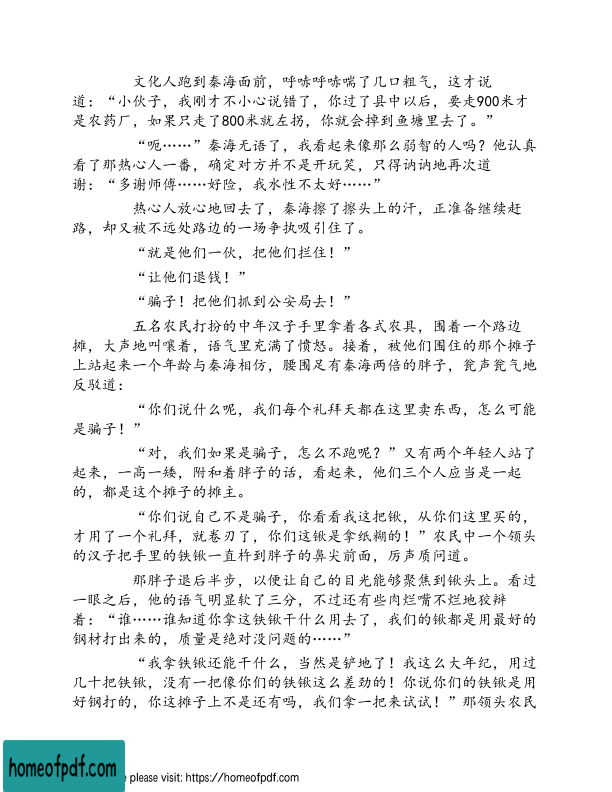 文化人跑到秦海面前，呼哧呼哧喘了几口粗气，这才说
道：“小伙子，我刚才不小心说错了，你过了县中以后，要走900米才
是农药厂，如果只走了800米就左拐，你就会掉到鱼塘里去了。”
“呃……”秦海无语了，我看起来像那么弱智的人吗？他认真
看了那热心人一番，确定对方并不是开玩笑，只得讷讷地再次道
谢：“多谢师傅……好险，我水性不太好……”
热心人放心地回去了，秦海擦了擦头上的汗，正准备继续赶
路，却又被不远处路边的一场争执吸引住了。
“就是他们一伙，把他们拦住！”
“让他们退钱！”
“骗子！把他们抓到公安局去！”
五名农民打扮的中年汉子手里拿着各式农具，围着一个路边
摊，大声地叫嚷着，语气里充满了愤怒。接着，被他们围住的那个摊子
上站起来一个年龄与秦海相仿，腰围足有秦海两倍的胖子，瓮声瓮气地
反驳道：
“你们说什么呢，我们每个礼拜天都在这里卖东西，怎么可能
是骗子！”
“对，我们如果是骗子，怎么不跑呢？”又有两个年轻人站了
起来，一高一矮，附和着胖子的话，看起来，他们三个人应当是一起
的，都是这个摊子的摊主。
“你们说自己不是骗子，你看看我这把锹，从你们这里买的，
才用了一个礼拜，就卷刃了，你们这锹是拿纸糊的！”农民中一个领头
的汉子把手里的铁锹一直杵到胖子的鼻尖前面，厉声质问道。
那胖子退后半步，以便让自己的目光能够聚焦到锹头上。看过
一眼之后，他的语气明显软了三分，不过还有些肉烂嘴不烂地狡辩
着：“谁……谁知道你拿这铁锹干什么用去了，我们的锹都是用最好的
钢材打出来的，质量是绝对没问题的……”
“我拿铁锹还能干什么，当然是铲地了！我这么大年纪，用过
几十把铁锹，没有一把像你们的铁锹这么差劲的！你说你们的铁锹是用
好钢打的，你这摊子上不是还有吗，我们拿一把来试试！”那领头农民
homeofpdf.com
e please visit: https://homeofpdf.com